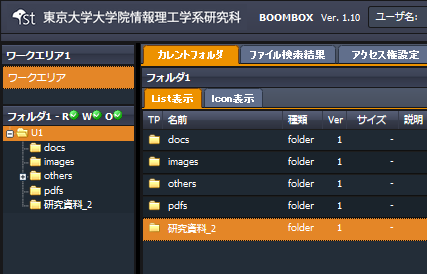 ist 東京大学大学院情報理工学系研究科 BOOMBOX Ver. 1.10 ユーザ名:
ワークエリア1
ワークエリア
フォルダ1 - R W O
U1
docs
images
others
pdfs
研究資料_2
カレントフォルダ ファイル検索結果 アクセス権設定
フォルダ1
List表示 Icon表示
TP 名前 種類 Ver サイズ 説明
docs folder 1 -
images folder 1 -
others folder 1 -
pdfs folder 1 -
研究資料_2 folder 1 -